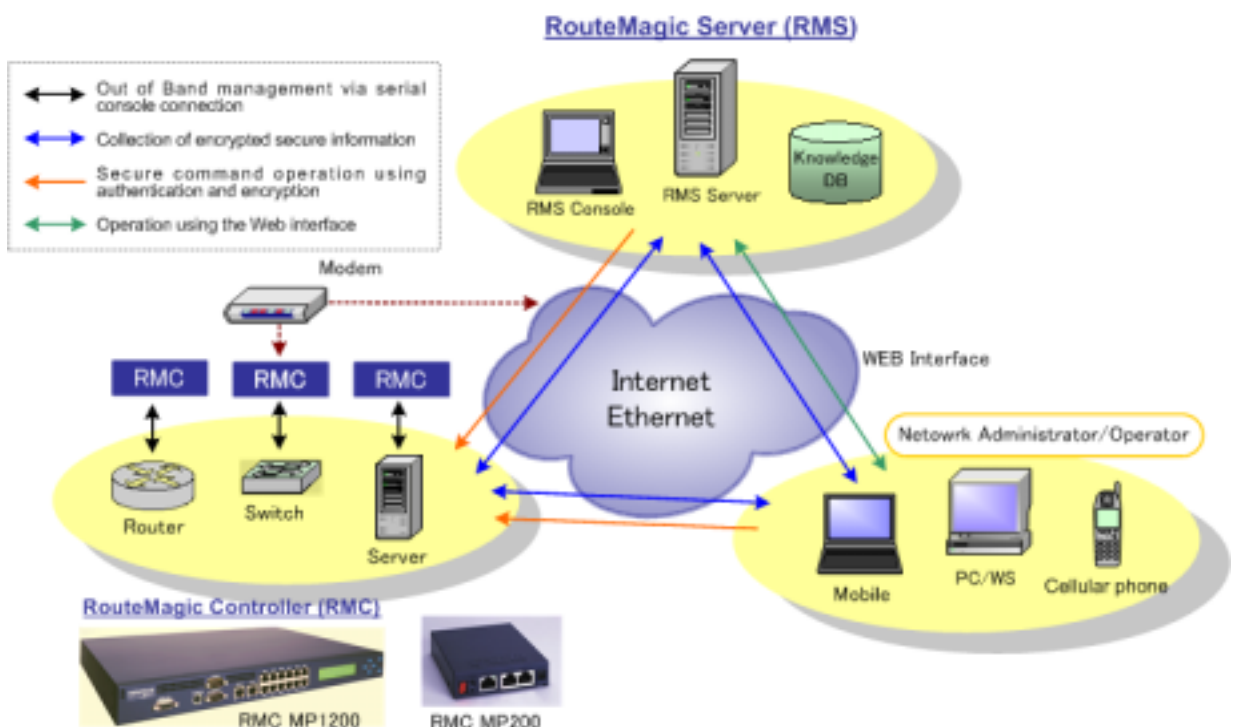 RouteMagic Server (RMS)
Out of Band management via serial
console connection
Collection of encrypted secure information
Secure command operation using
authentication and encryption
Operation using the Web interface
Knowledge
DB
RMS Console
RMS Server
Modem
RMC
RMC
RMC
Internet
Ethernet
WEB Interface
Netowrk Administrator/Operator
Router
Switch
Server
Mobile
PC/WS
Cellular phone
RouteMagic Controller (RMC)
RMC MP1200
RMC MP200